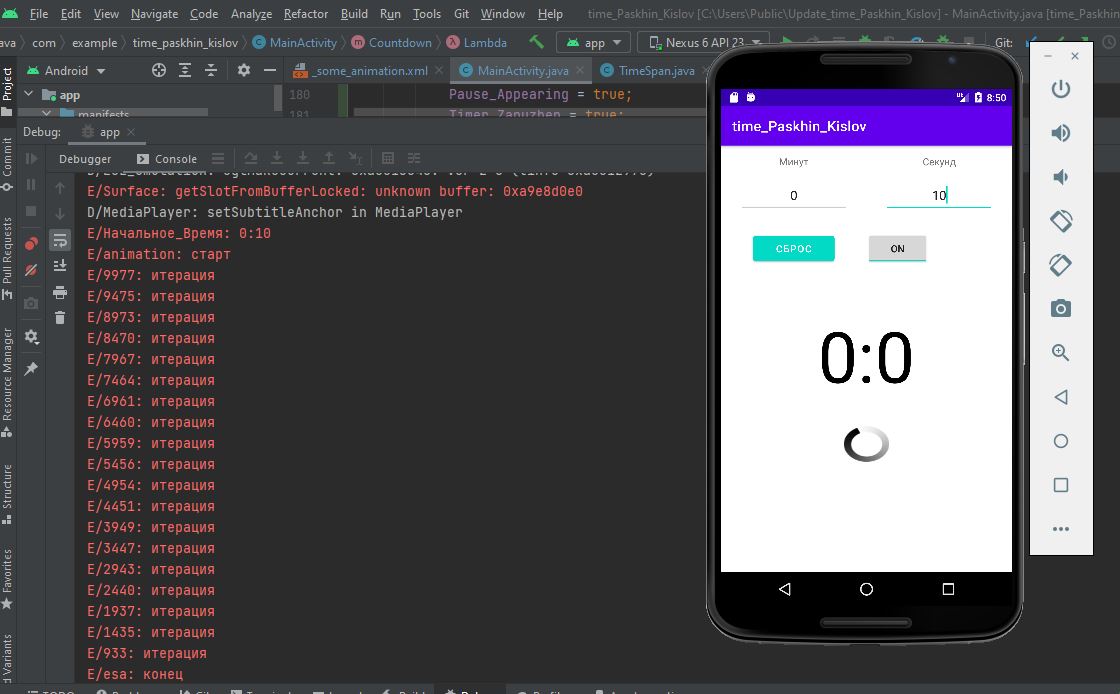 File Edit View Navigate Code Analyze Refactor Build Run Tools Git Window Help time_Paskhin_Kislov [C:\Users\Public\Update_time_Paskhin_Kislov] - MainActivity.java [time_Paskhin
com example time_paskhin_kislov MainActivity Countdown Lambda app Nexus 6 API 23 Git:
Project
Android
_some_animation.xml MainActivity.java TimeSpan.java
app
180 Pause_Appearing = true;
manifests
181 Timer_Zapuzhen = true;
Debug: app
Commit
Debugger Console
E/Surface: getSlotFromBufferLocked: unknown buffer: 0xa9e8d0e0
D/MediaPlayer: setSubtitleAnchor in MediaPlayer
E/Начальное_Время: 0:10
E/animation: старт
E/9977: итерация
E/9475: итерация
E/8973: итерация
E/8470: итерация
E/7967: итерация
E/7464: итерация
E/6961: итерация
E/6460: итерация
E/5959: итерация
E/5456: итерация
E/4954: итерация
E/4451: итерация
E/3949: итерация
E/3447: итерация
E/2943: итерация
E/2440: итерация
E/1937: итерация
E/1435: итерация
E/933: итерация
E/esa: конец
Pull Requests
Resource Manager
Structure
Favorites
Variants
8:50
time_Paskhin_Kislov
Минут Секунд
0 10
СБРОС ON
0:0